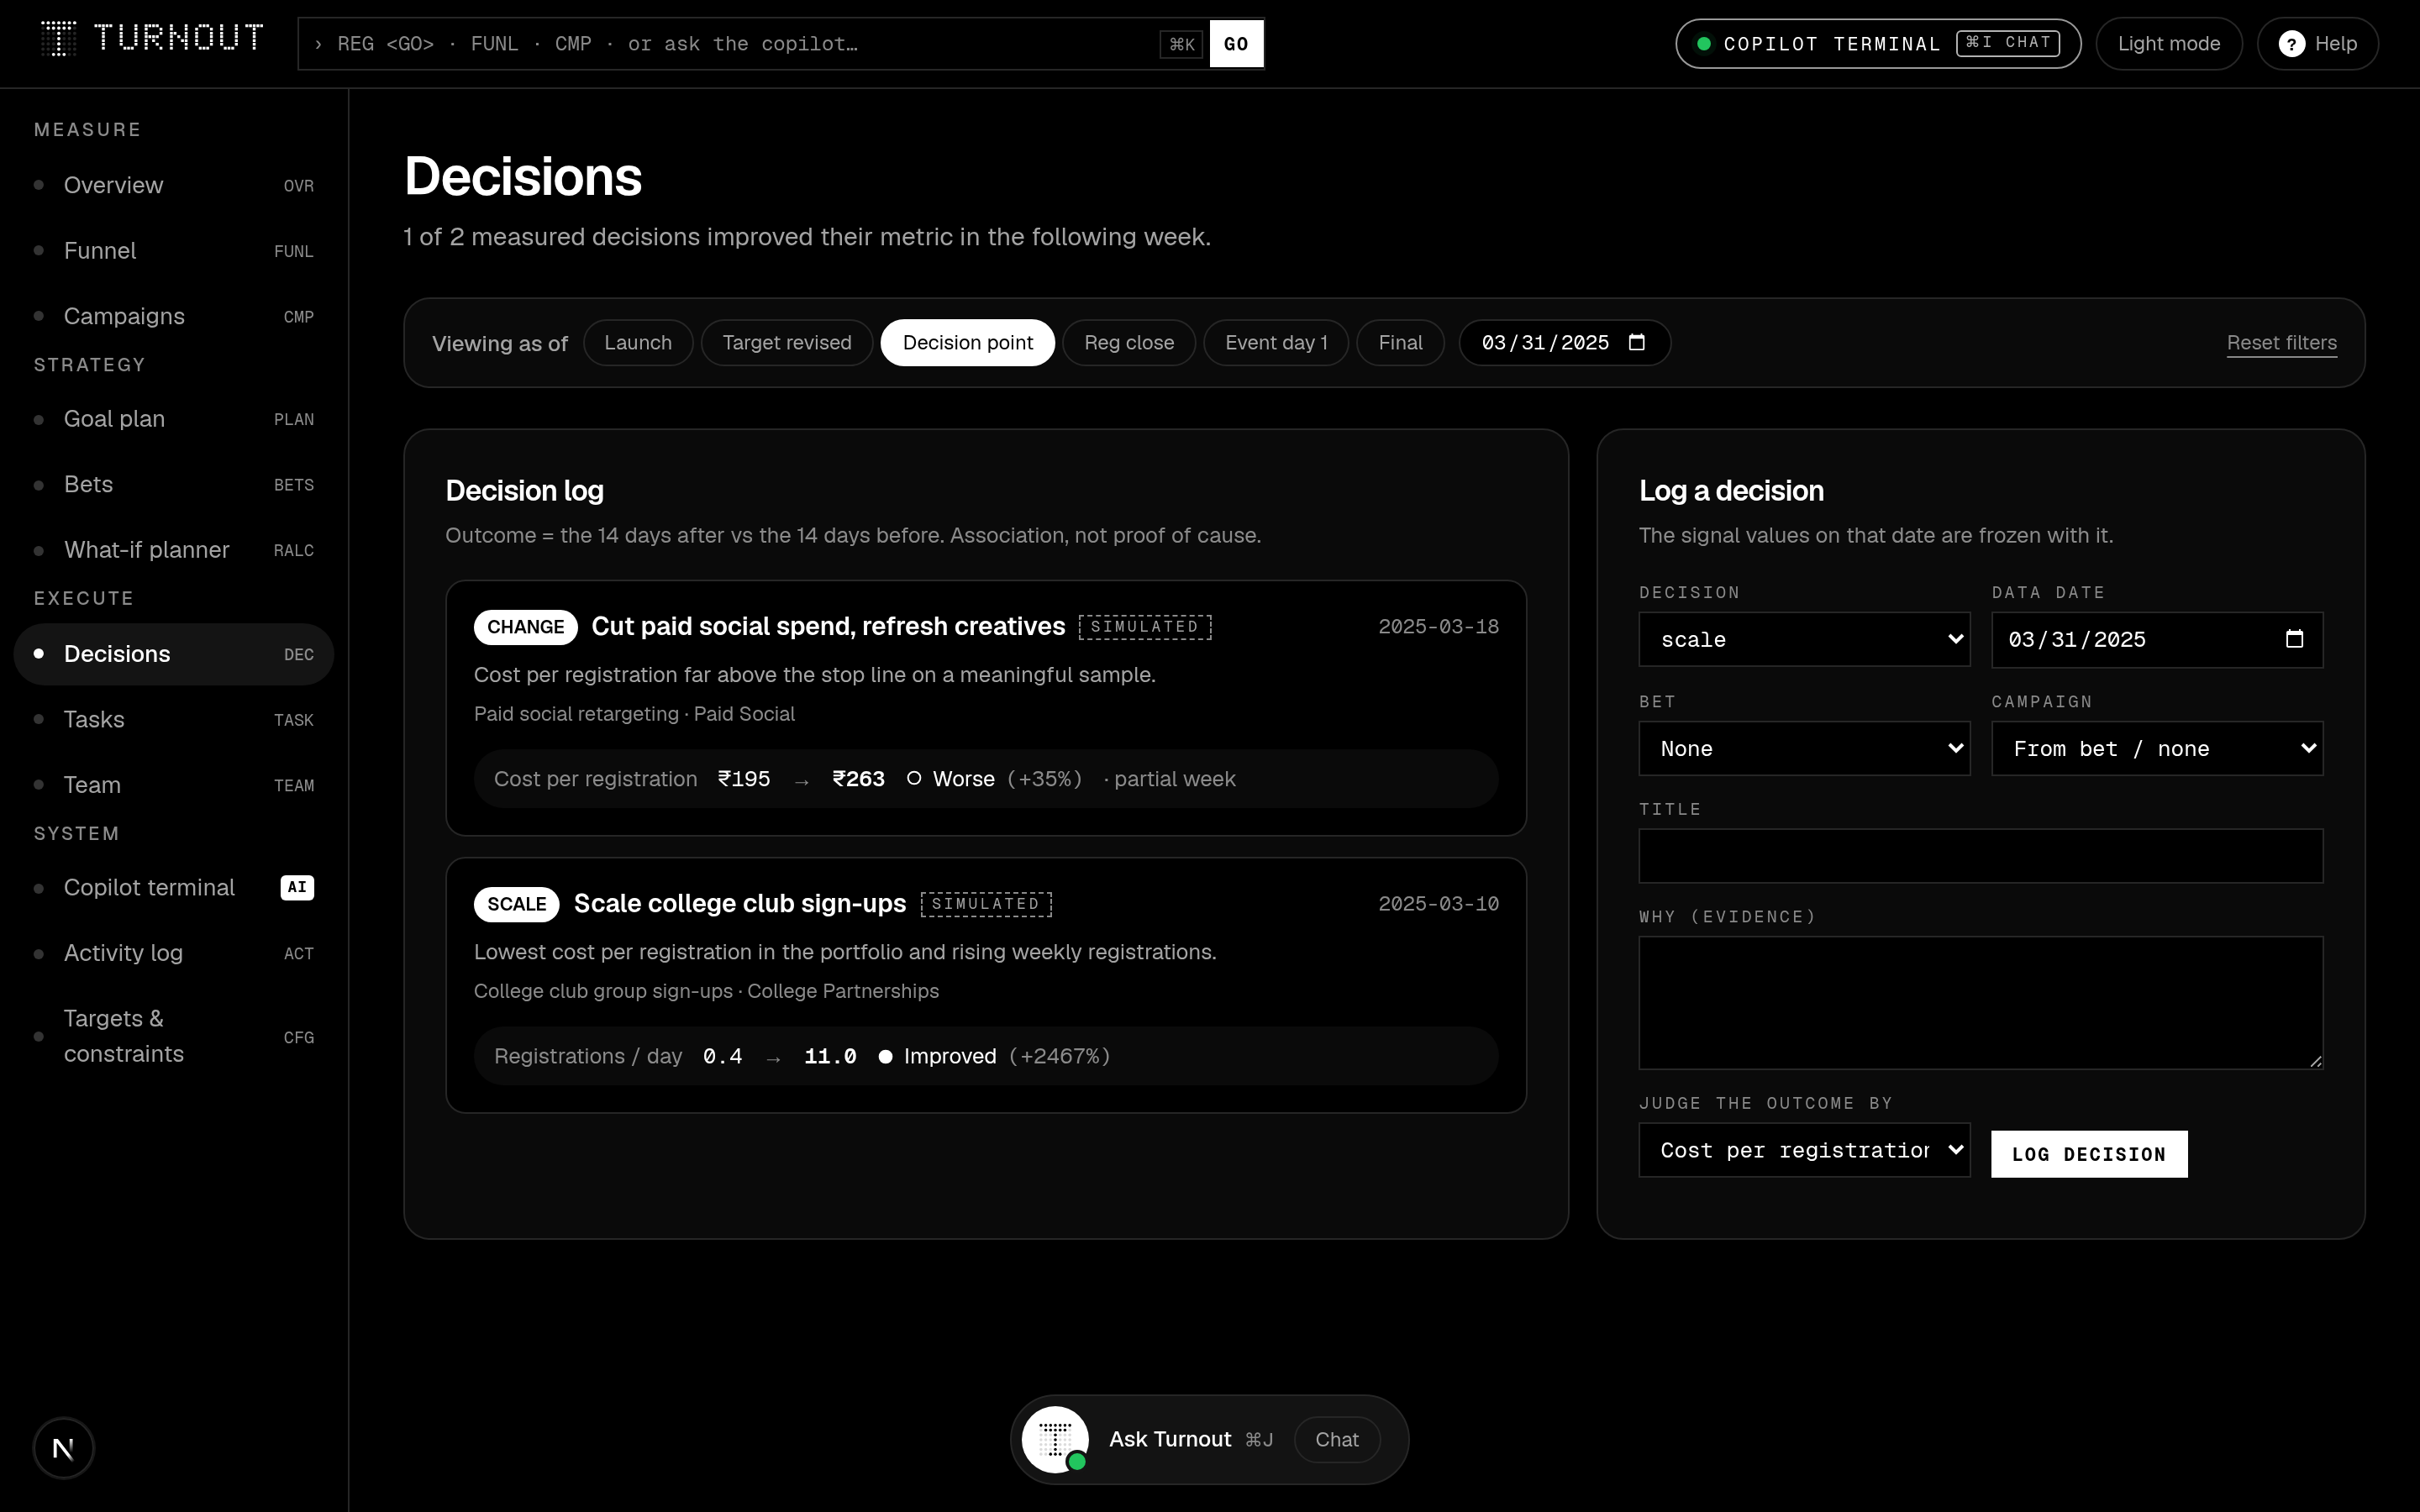 TURNOUT
› REG <GO> · FUNL · CMP · or ask the copilot…
⌘K
GO
COPILOT TERMINAL
⌘I CHAT
Light mode
? Help
MEASURE
Overview OVR
Funnel FUNL
Campaigns CMP
STRATEGY
Goal plan PLAN
Bets BETS
What-if planner RALC
EXECUTE
Decisions DEC
Tasks TASK
Team TEAM
SYSTEM
Copilot terminal AI
Activity log ACT
Targets &
constraints CFG
N
Decisions
1 of 2 measured decisions improved their metric in the following week.
Viewing as of Launch Target revised Decision point Reg close Event day 1 Final 03/31/2025 Reset filters
Decision log
Outcome = the 14 days after vs the 14 days before. Association, not proof of cause.
CHANGE Cut paid social spend, refresh creatives SIMULATED 2025-03-18
Cost per registration far above the stop line on a meaningful sample.
Paid social retargeting · Paid Social
Cost per registration ₹195 → ₹263 Worse (+35%) · partial week
SCALE Scale college club sign-ups SIMULATED 2025-03-10
Lowest cost per registration in the portfolio and rising weekly registrations.
College club group sign-ups · College Partnerships
Registrations / day 0.4 → 11.0 Improved (+2467%)
Log a decision
The signal values on that date are frozen with it.
DECISION DATA DATE
scale 03/31/2025
BET CAMPAIGN
None From bet / none
TITLE
WHY (EVIDENCE)
JUDGE THE OUTCOME BY
Cost per registration LOG DECISION
Ask Turnout ⌘J Chat